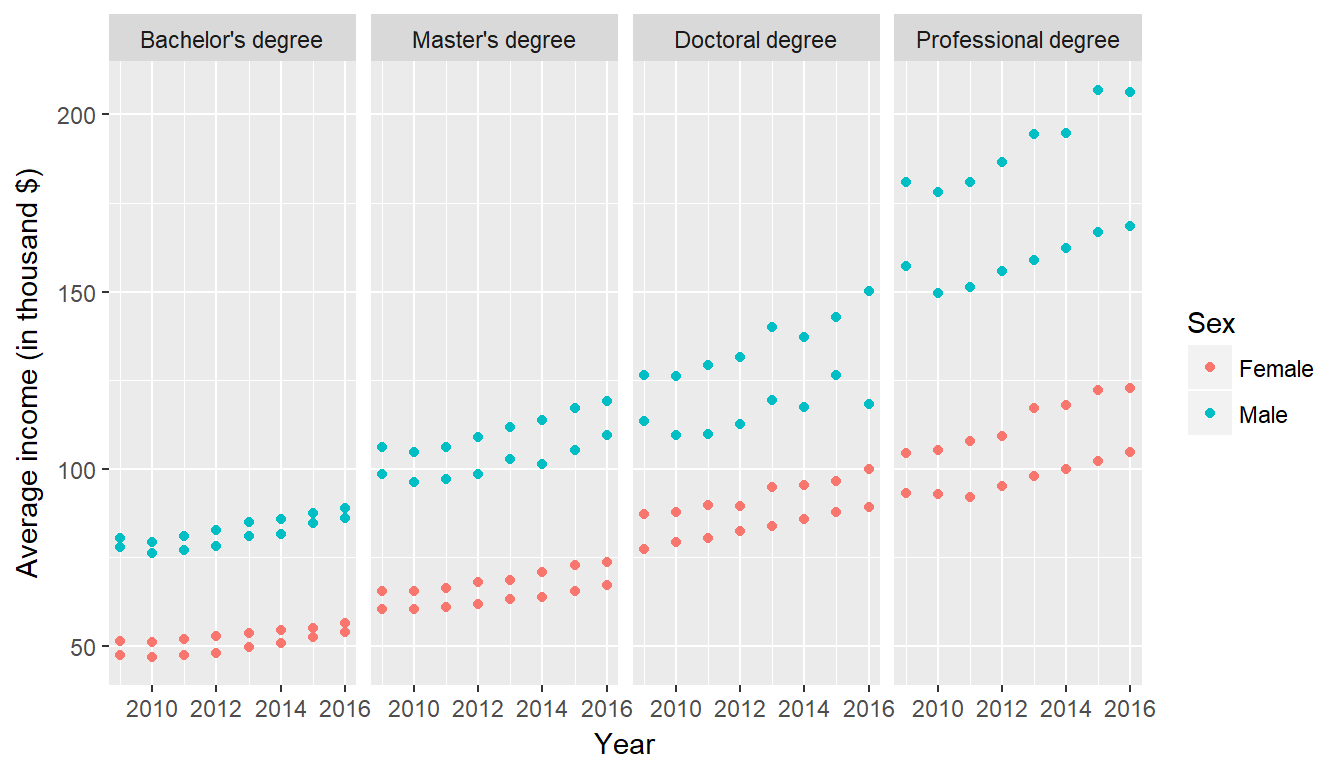 Bachelor's degree
Master's degree
Doctoral degree
Professional degree
Average income (in thousand $)
200
150
100
50
2010 2012 2014 2016
2010 2012 2014 2016
2010 2012 2014 2016
2010 2012 2014 2016
Year
Sex
Female
Male